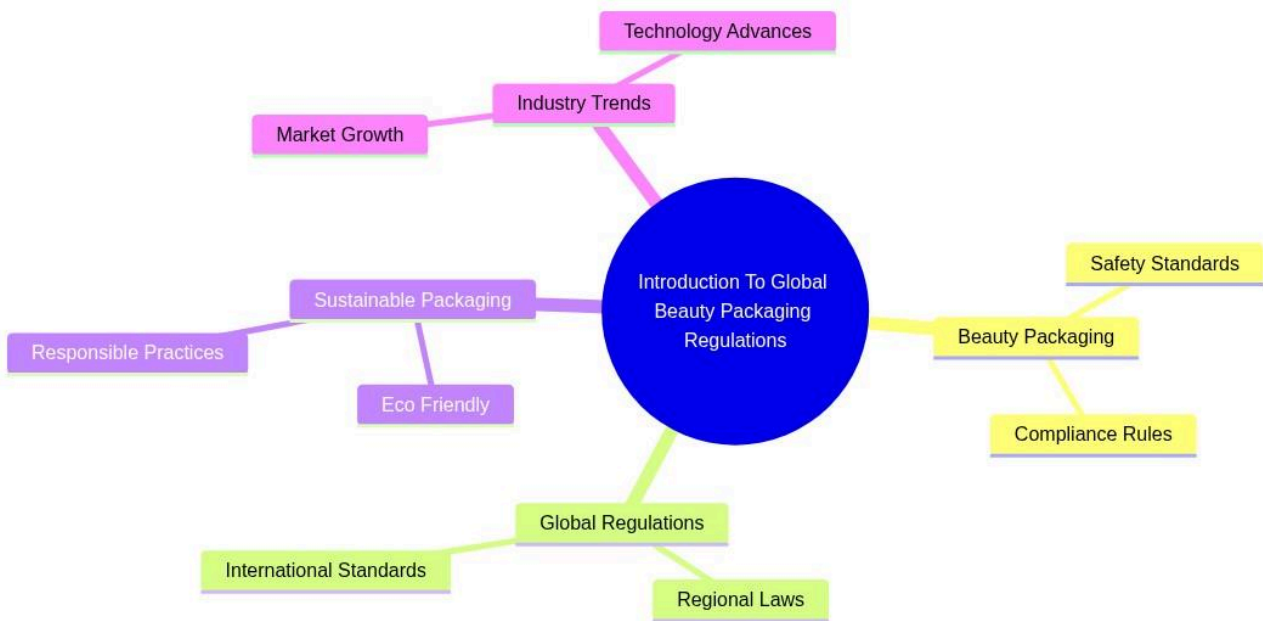 Technology Advances
Industry Trends
Market Growth
Introduction To Global
Beauty Packaging
Regulations
Safety Standards
Beauty Packaging
Compliance Rules
Sustainable Packaging
Responsible Practices
Eco Friendly
Global Regulations
International Standards
Regional Laws